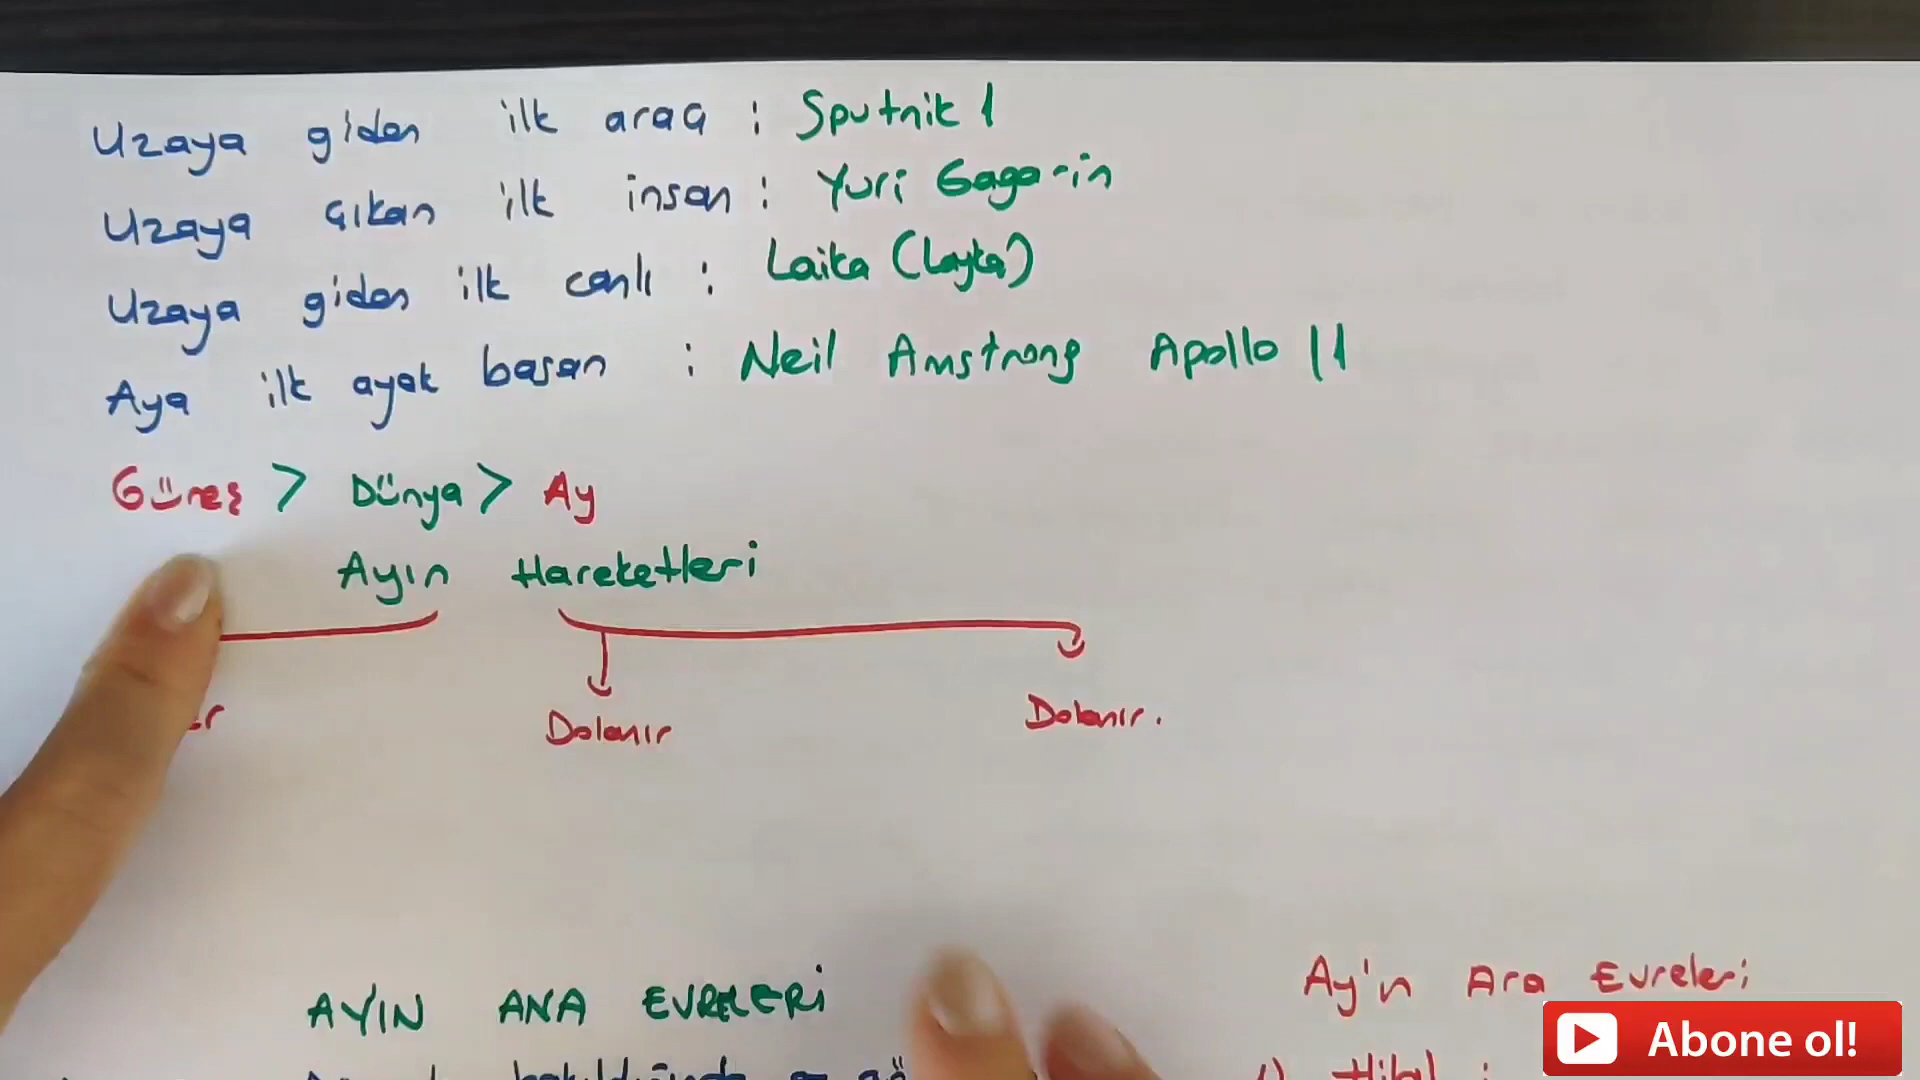 Uzaya giden ilk araç : Sputnik 1
Uzaya çıkan ilk insan : Yuri Gagarin
Uzaya giden ilk canlı : Laika (Layka)
Aya ilk ayak basan : Neil Amstrong Apollo 11
Güneş > Dünya > Ay
Ayın Hareketleri
Dolanır
Dolanır.
AYIN ANA EVRELERİ
Ay'ın Ara Evreleri
1) Hilal :
Abone ol!